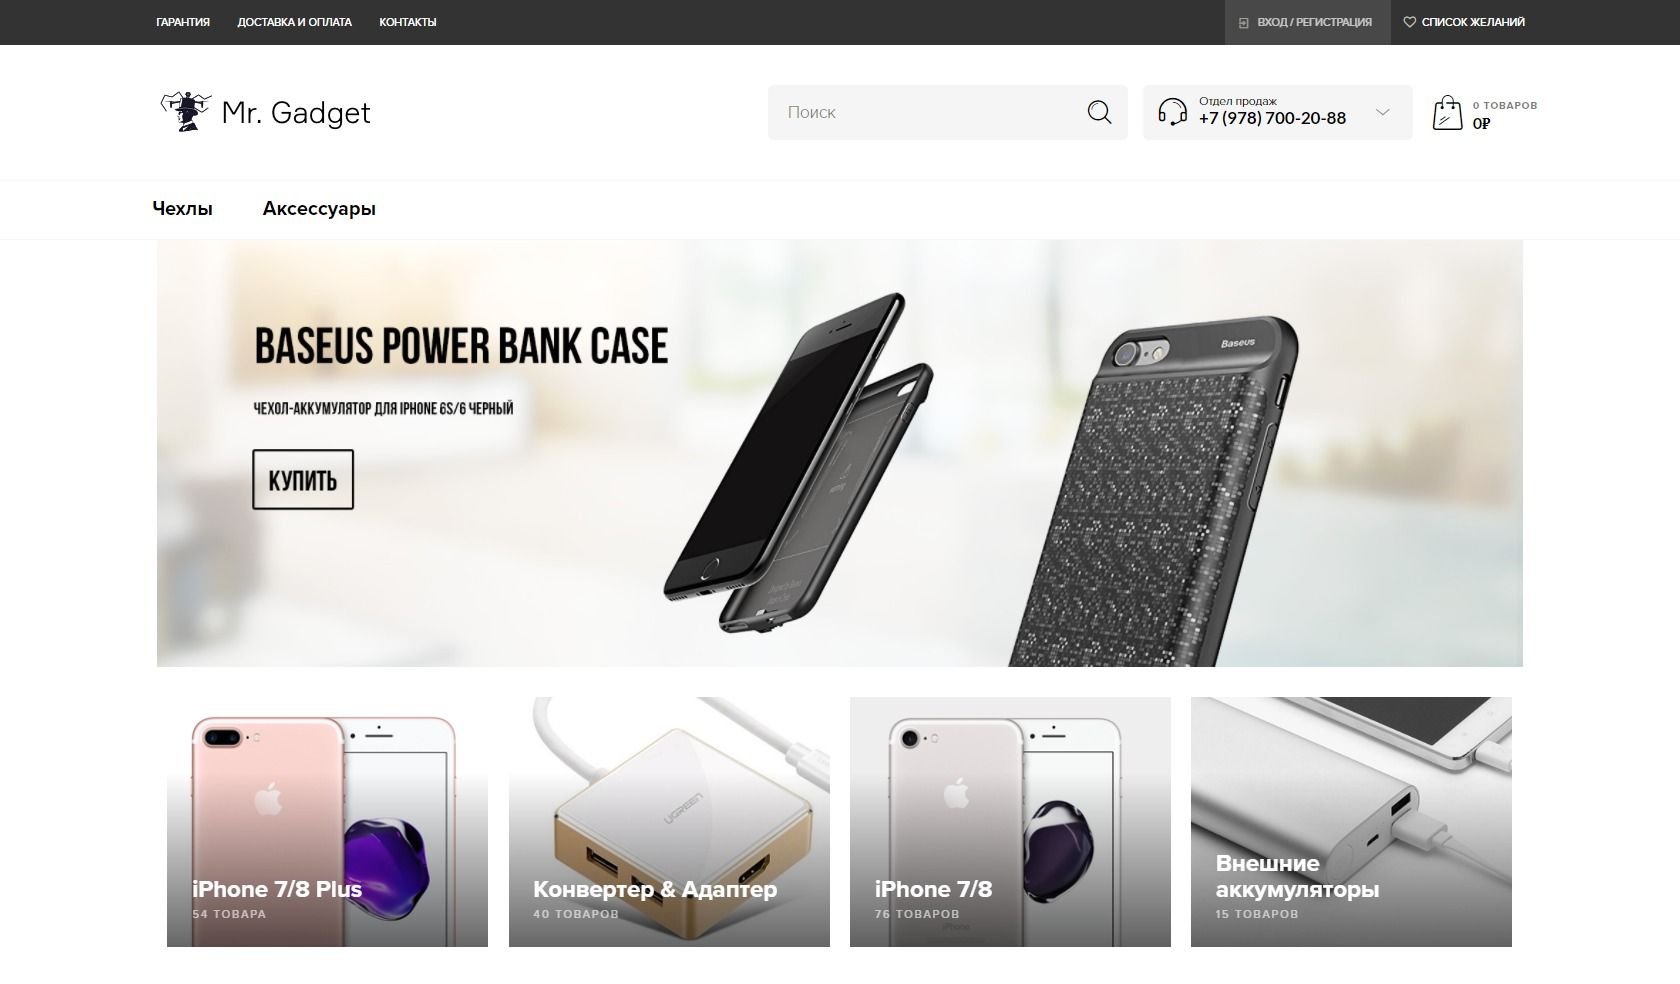 ГАРАНТИЯ ДОСТАВКА И ОПЛАТА КОНТАКТЫ ВХОД / РЕГИСТРАЦИЯ СПИСОК ЖЕЛАНИЙ
Mr. Gadget
Поиск
Отдел продаж
+7 (978) 700-20-88
0 ТОВАРОВ
0₽
Чехлы Аксессуары
BASEUS POWER BANK CASE
ЧЕХОЛ-АККУМУЛЯТОР ДЛЯ IPHONE 6S/6 ЧЕРНЫЙ
КУПИТЬ
Baseus
iPhone 7/8 Plus
54 ТОВАРА
UGREEN
Конвертер & Адаптер
40 ТОВАРОВ
iPhone 7/8
76 ТОВАРОВ
iPhone
Внешние
аккумуляторы
15 ТОВАРОВ